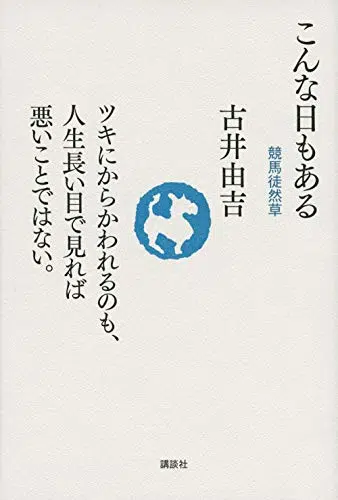 こんな日もある
競馬徒然草
古井由吉
ツキにからかわれるのも、
人生長い目で見れば
悪いことではない。
講談社